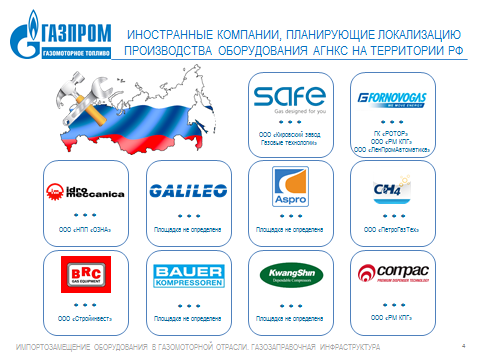 ГАЗПРОМ
ГАЗОМОТОРНОЕ ТОПЛИВО
ИНОСТРАННЫЕ КОМПАНИИ, ПЛАНИРУЮЩИЕ ЛОКАЛИЗАЦИЮ
ПРОИЗВОДСТВА ОБОРУДОВАНИЯ АГНКС НА ТЕРРИТОРИИ РФ
safe
Gas designed for you
ООО «Кировский завод
Газовые технологии»
FORNOVOGAS
WE MOVE ENERGY
ГК «РОТОР»
ООО «РМ КПГ»
ООО «ЛенПромАвтоматика»
idro
meccanica
ООО «НПП «ОЗНА»
GALILEO
Площадка не определена
Aspro
Площадка не определена
CH4
ООО «ПетроГазТех»
BRC
GAS EQUIPMENT
ООО «Стройинвест»
BAUER
KOMPRESSOREN
Площадка не определена
KwangShin
Dependable Compressors
Площадка не определена
compac
PREMIUM DISPENSER TECHNOLOGY
ООО «РМ КПГ»
ИМПОРТОЗАМЕЩЕНИЕ ОБОРУДОВАНИЯ В ГАЗОМОТОРНОЙ ОТРАСЛИ. ГАЗОЗАПРАВОЧНАЯ ИНФРАСТРУКТУРА
4